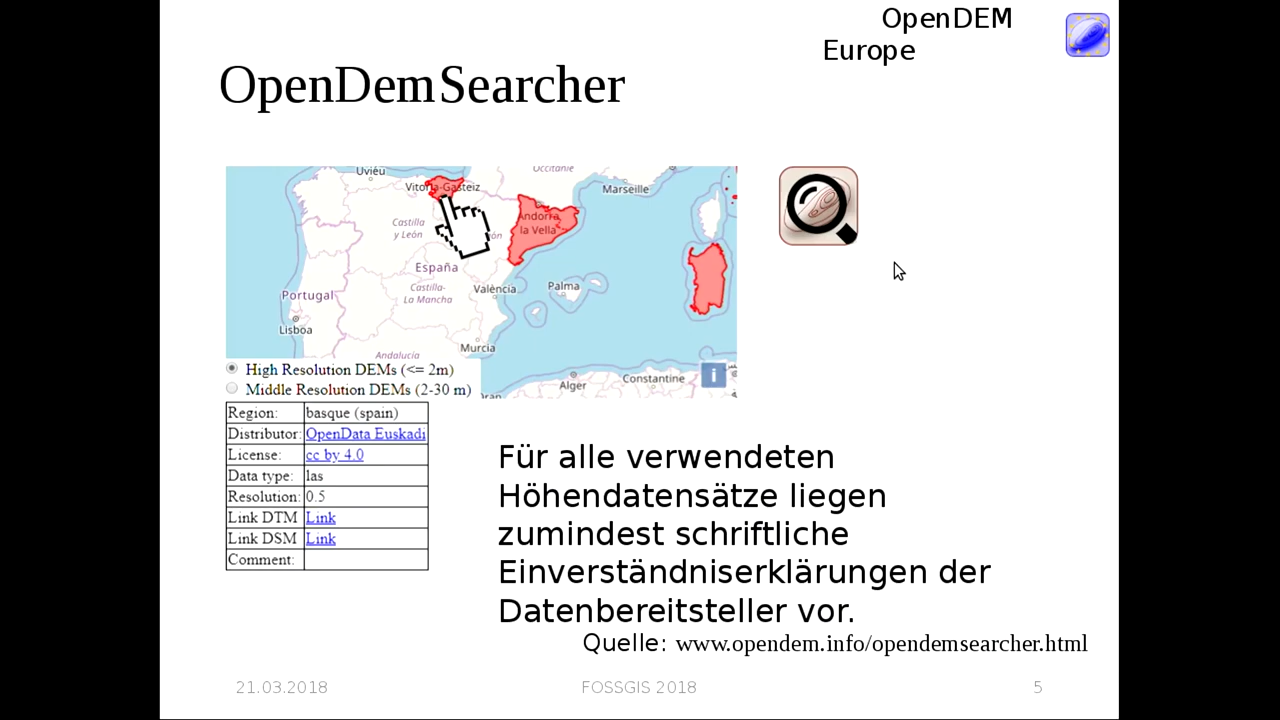 OpenDEM
Europe
OpenDemSearcher
Occitanie
Uviéu
Vitoria-Gasteiz
Marseille
Castilla
y León
Andorra
la Vella
España
Castilla-
La Mancha
València
Palma
Portugal
Lisboa
Murcia
Andalucía
Alger
Constantine
Oran
i
High Resolution DEMs (<= 2m)
Middle Resolution DEMs (2-30 m)
Region: basque (spain)
Distributor: OpenData Euskadi
License: cc by 4.0
Data type: las
Resolution: 0.5
Link DTM Link
Link DSM Link
Comment:
Für alle verwendeten
Höhendatensätze liegen
zumindest schriftliche
Einverständniserklärungen der
Datenbereitsteller vor.
Quelle: www.opendem.info/opendemsearcher.html
21.03.2018 FOSSGIS 2018 5